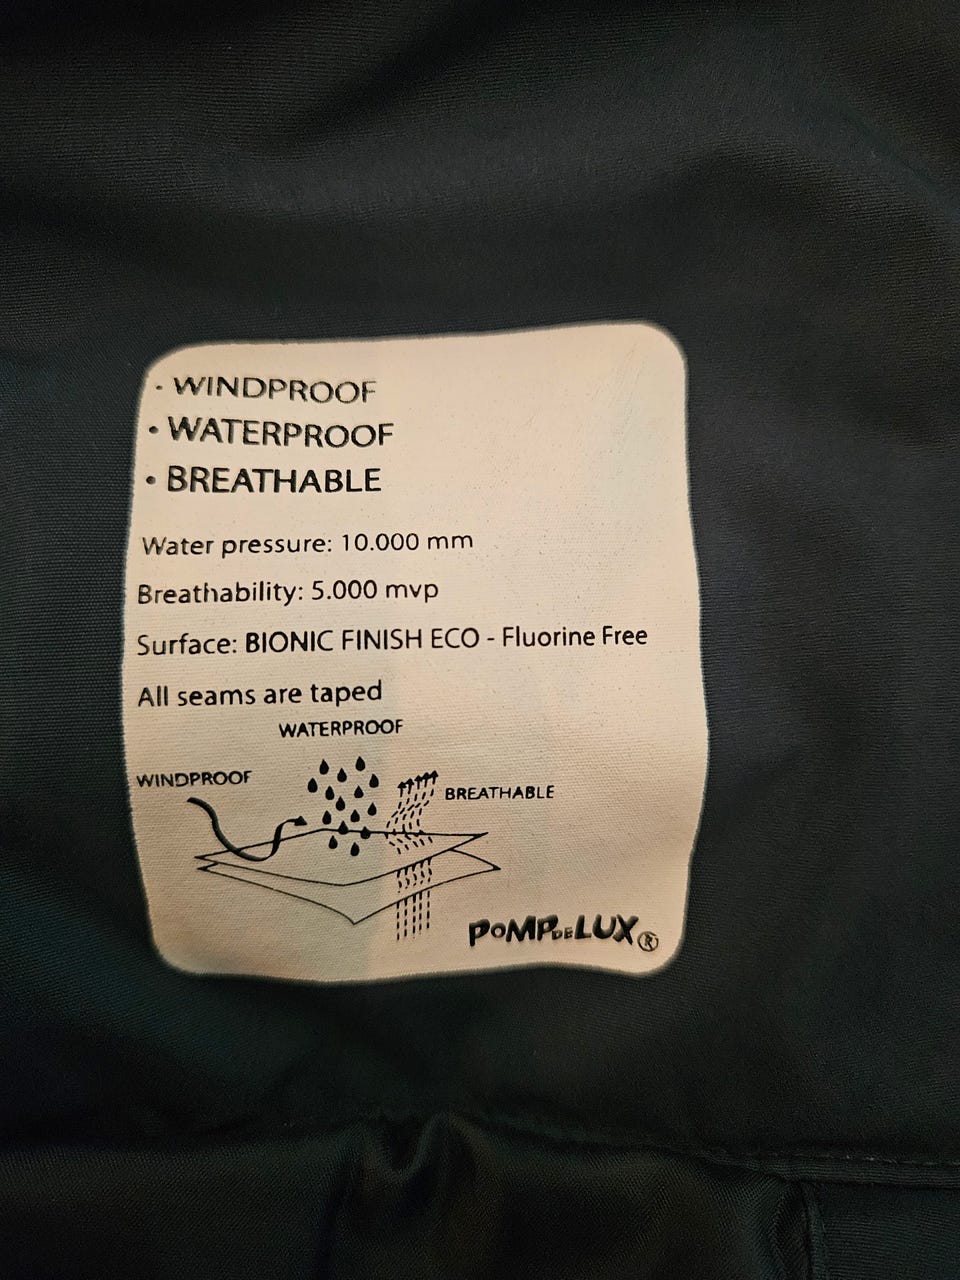 • WINDPROOF
• WATERPROOF
• BREATHABLE
Water pressure: 10.000 mm
Breathability: 5.000 mvp
Surface: BIONIC FINISH ECO - Fluorine Free
All seams are taped
WATERPROOF
WINDPROOF
BREATHABLE
POMPDELUX®